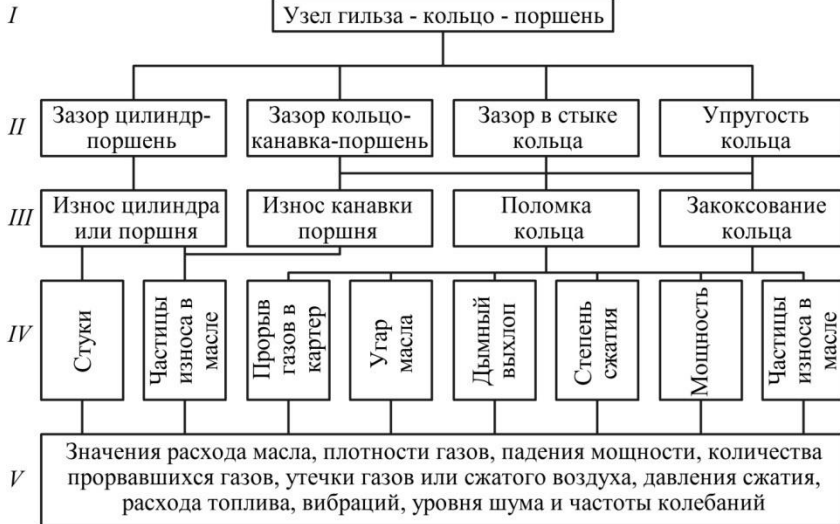 I
Узел гильза - кольцо - поршень
II
Зазор цилиндр-
поршень
Зазор кольцо-
канавка-поршень
Зазор в стыке
кольца
Упругость
кольца
III
Износ цилиндра
или поршня
Износ канавки
поршня
Поломка
кольца
Закоксование
кольца
IV
Стуки
Частицы
износа в
масле
Прорыв
газов в
картер
Угар
масла
Дымный
выхлоп
Степень
сжатия
Мощность
Частицы
износа в
масле
V
Значения расхода масла, плотности газов, падения мощности, количества
прорвавшихся газов, утечки газов или сжатого воздуха, давления сжатия,
расхода топлива, вибраций, уровня шума и частоты колебаний